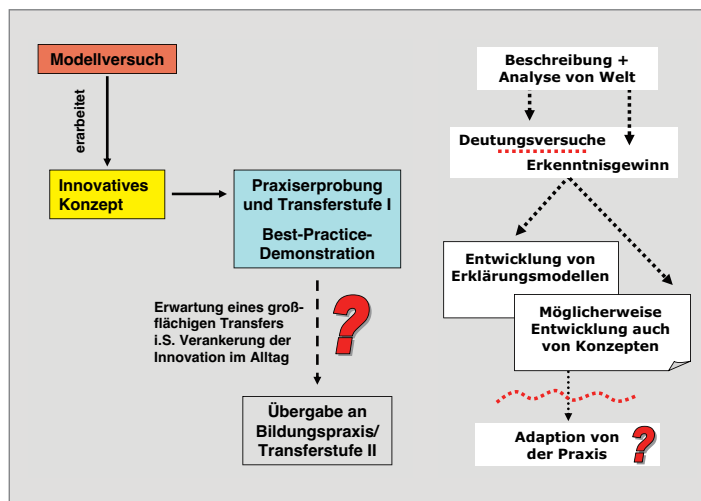 Modellversuch
erarbeitet
Innovatives
Konzept
Praxiserprobung
und Transferstufe I
Best-Practice-
Demonstration
Erwartung eines groß-
flächigen Transfers
i.S. Verankerung der
Innovation im Alltag
?
Übergabe an
Bildungspraxis/
Transferstufe II
Beschreibung +
Analyse von Welt
Deutungsversuche
Erkenntnisgewinn
Entwicklung von
Erklärungsmodellen
Möglicherweise
Entwicklung auch
von Konzepten
Adaption von
der Praxis
?